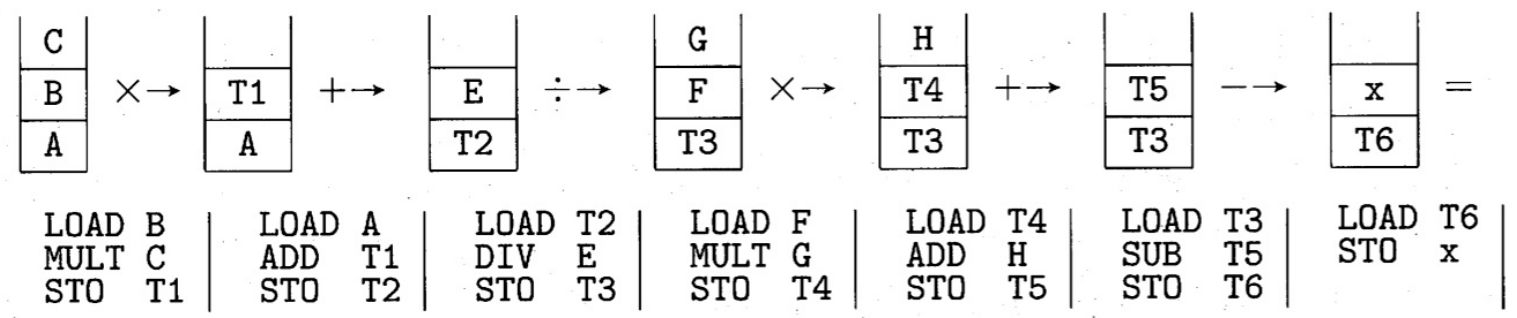 C G H
B ×→ T1 +→ E ÷→ F ×→ T4 +→ T5 −→ x =
A A T2 T3 T3 T3 T6
LOAD B | LOAD A | LOAD T2 | LOAD F | LOAD T4 | LOAD T3 | LOAD T6
MULT C | ADD T1 | DIV E | MULT G | ADD H | SUB T5 | STO x
STO T1 | STO T2 | STO T3 | STO T4 | STO T5 | STO T6 |